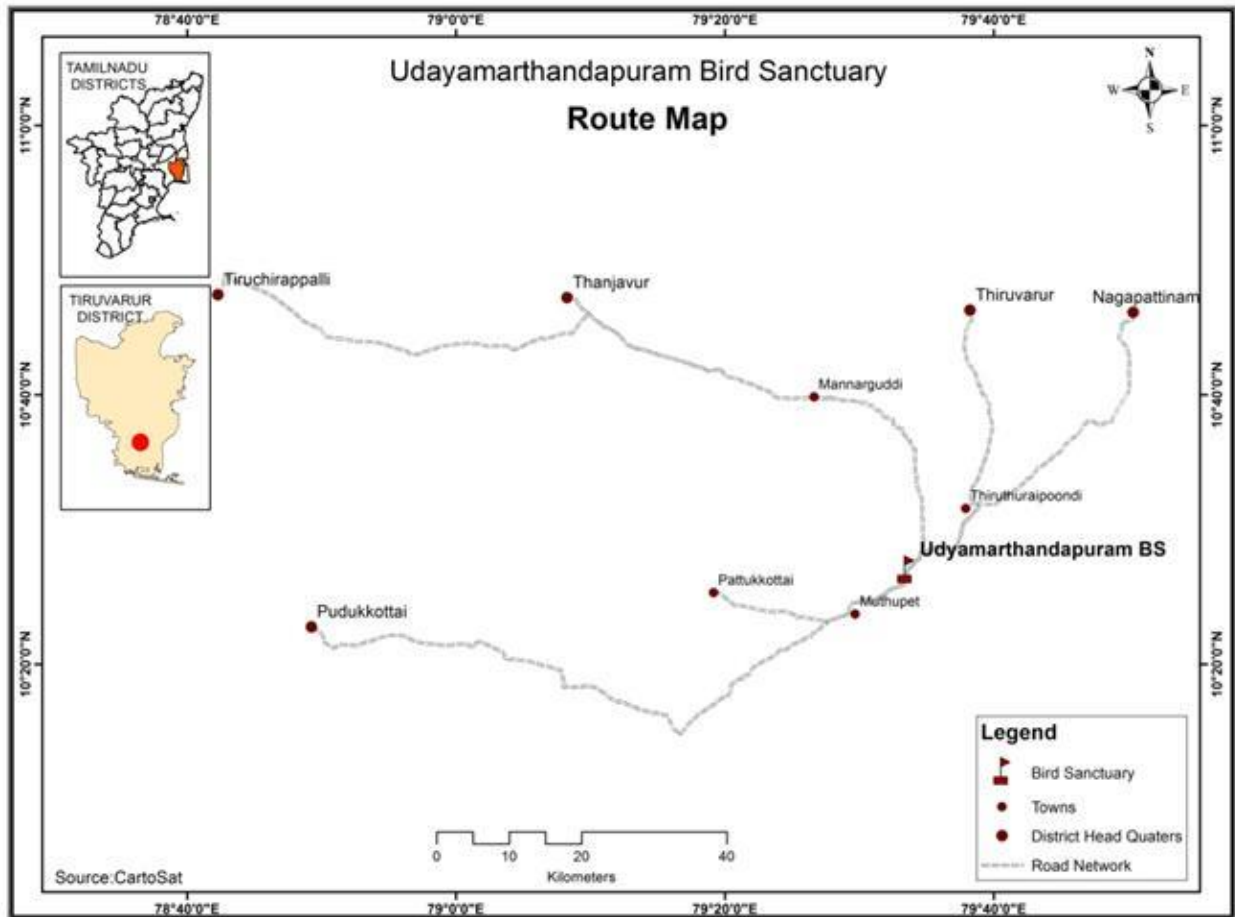 78°40'0"E
79°0'0"E
79°20'0"E
79°40'0"E
TAMILNADU
DISTRICTS
Udayamarthandapuram Bird Sanctuary
Route Map
N
W
E
S
11°0'0"N
11°0'0"N
Tiruchirappalli
Thanjavur
Thiruvarur
Nagapattinam
TIRUVARUR
DISTRICT
10°40'0"N
Mannarguddi
10°40'0"N
Thiruthuraipoondi
Udyamarthandapuram BS
Pattukkottai
Muthupet
Pudukkottai
10°20'0"N
10°20'0"N
Legend
Bird Sanctuary
Towns
District Head Quaters
Road Network
0
10
20
40
Kilometers
Source:CartoSat
78°40'0"E
79°0'0"E
79°20'0"E
79°40'0"E